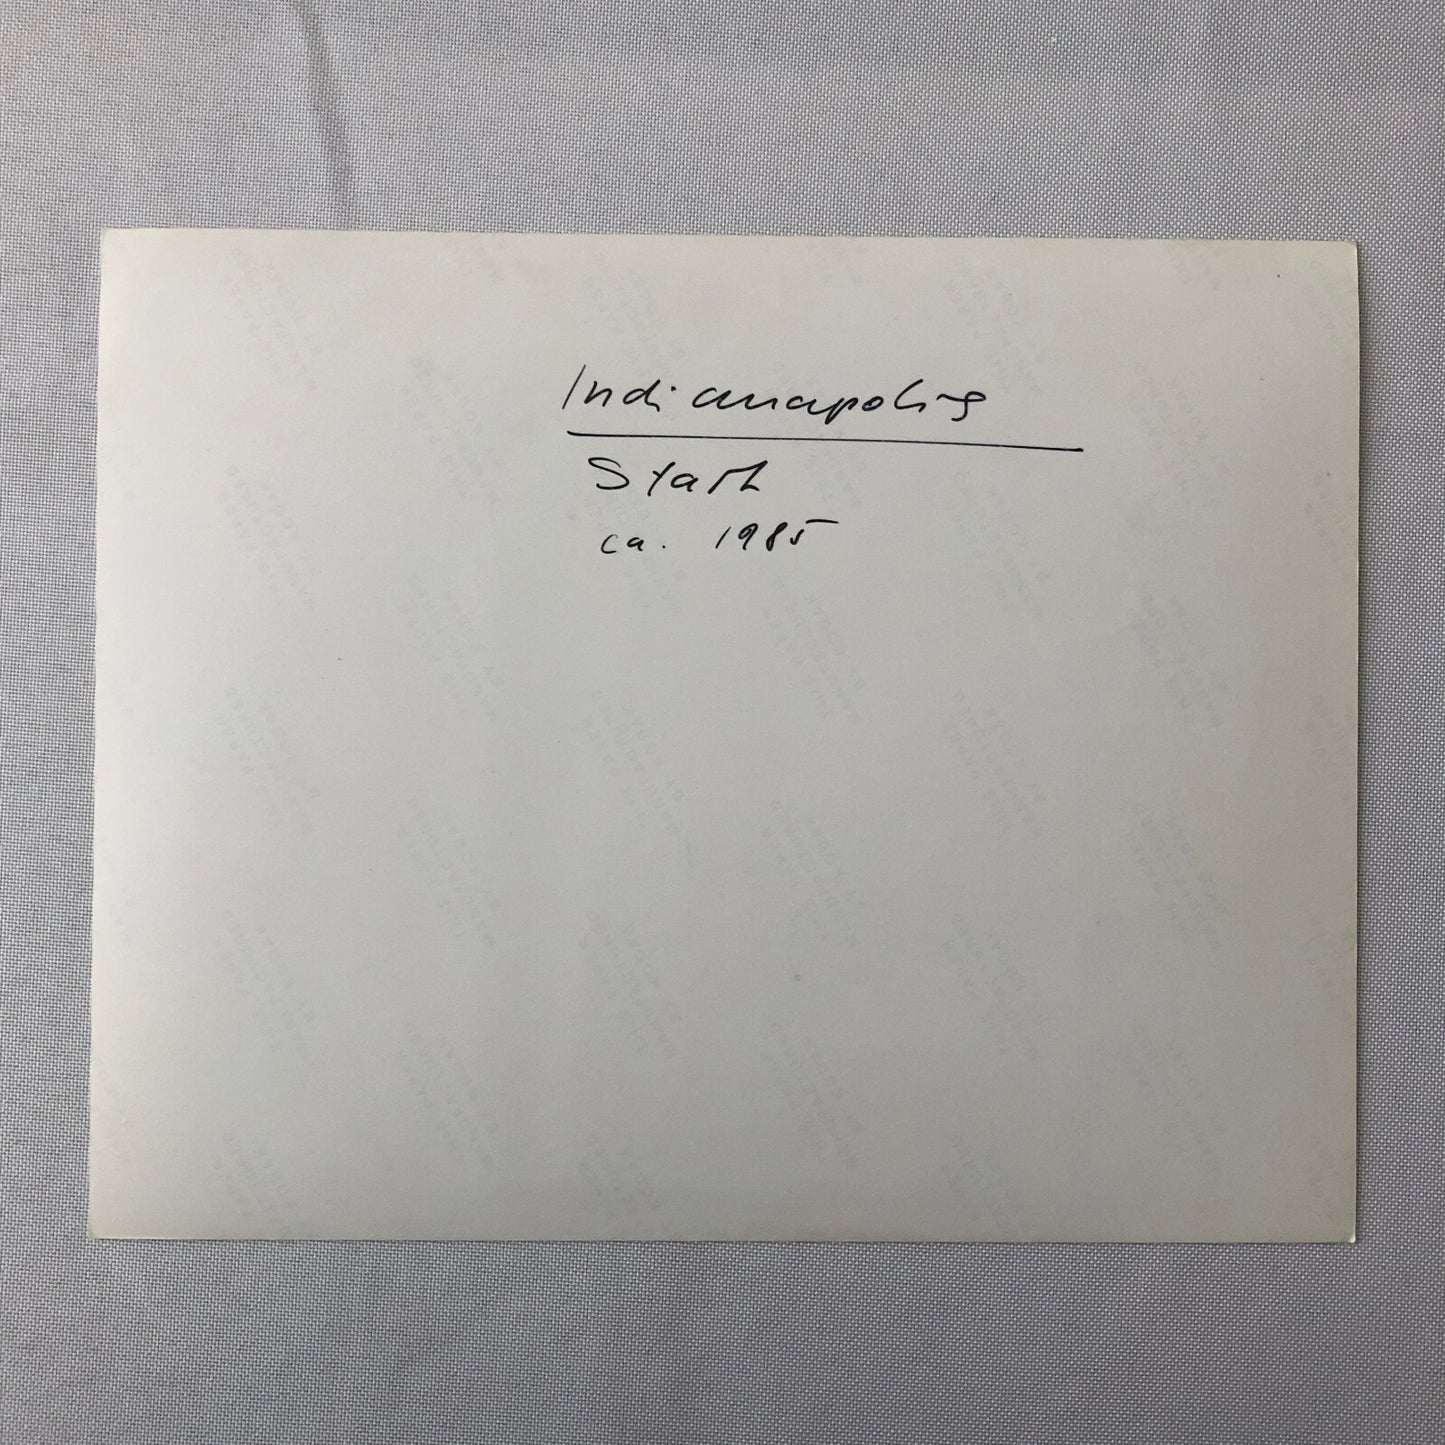 Indianapolis
Start
ca. 1985